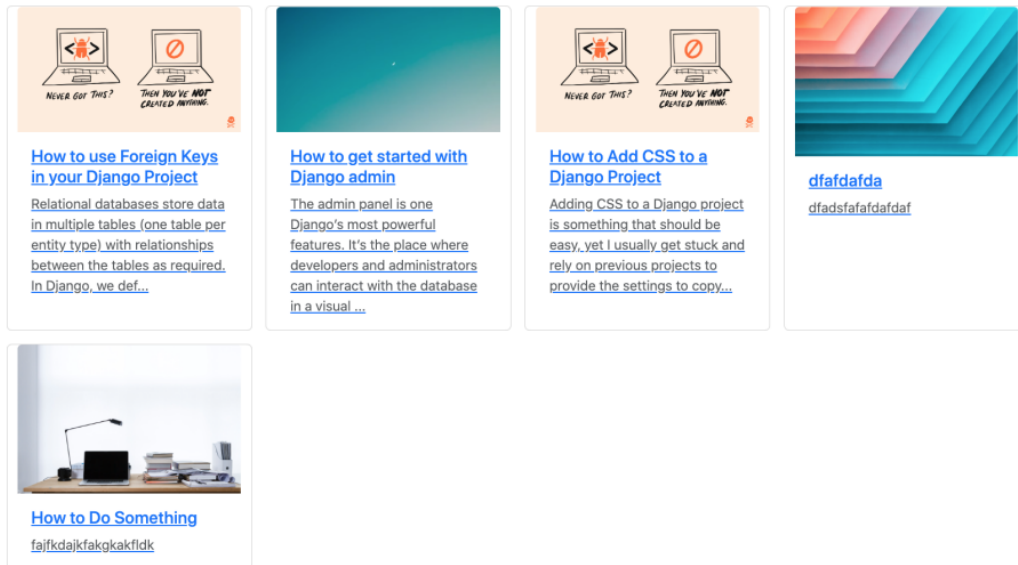 <>
NEVER GOT THIS?
THEN YOU'VE NOT
CREATED ANYTHING.
How to use Foreign Keys
in your Django Project
Relational databases store data
in multiple tables (one table per
entity type) with relationships
between the tables as required.
In Django, we def...
How to get started with
Django admin
The admin panel is one
Django's most powerful
features. It's the place where
developers and administrators
can interact with the database
in a visual ...
<>
NEVER GOT THIS?
THEN YOU'VE NOT
CREATED ANYTHING.
How to Add CSS to a
Django Project
Adding CSS to a Django project
is something that should be
easy, yet I usually get stuck and
rely on previous projects to
provide the settings to copy...
dfafdafda
dfadsfafafdafdaf
How to Do Something
fajfkdajkfakgkakfldk